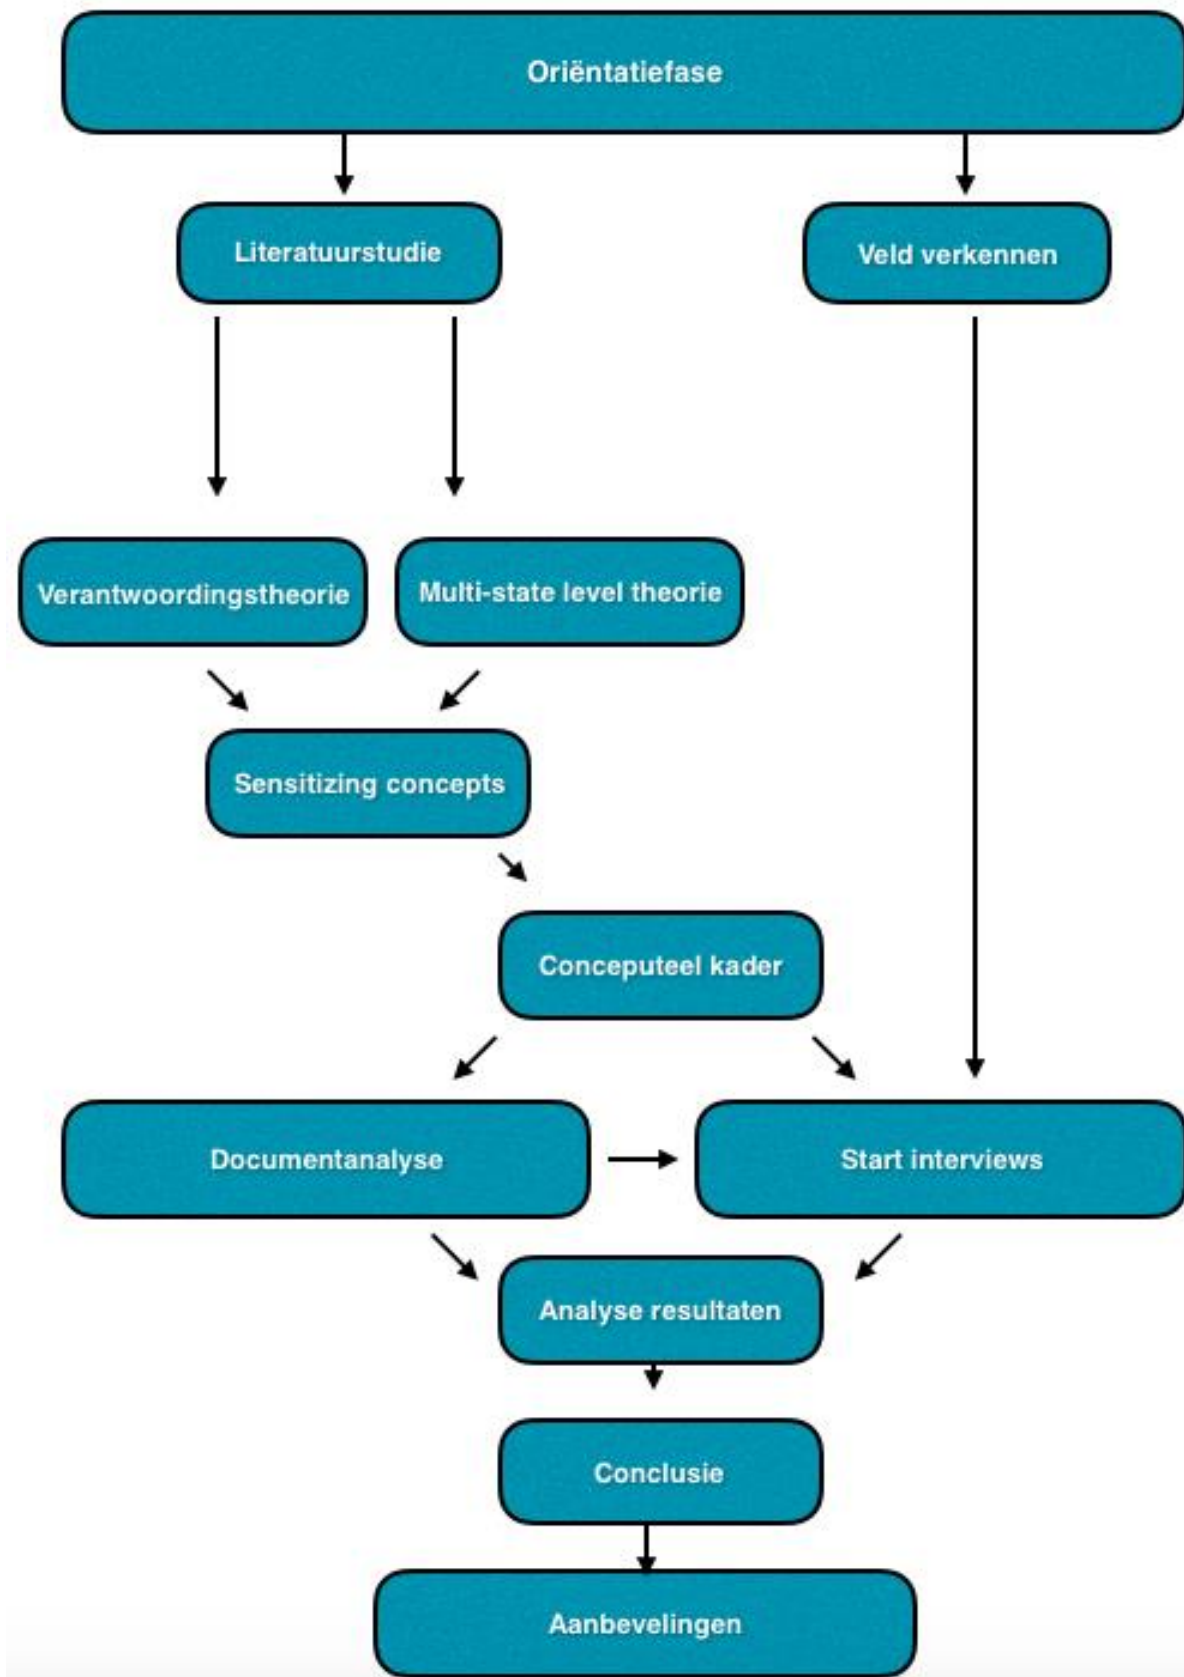 Oriëntatiefase
Literatuurstudie
Veld verkennen
Verantwoordingstheorie
Multi-state level theorie
Sensitizing concepts
Conceputeel kader
Documentanalyse
Start interviews
Analyse resultaten
Conclusie
Aanbevelingen